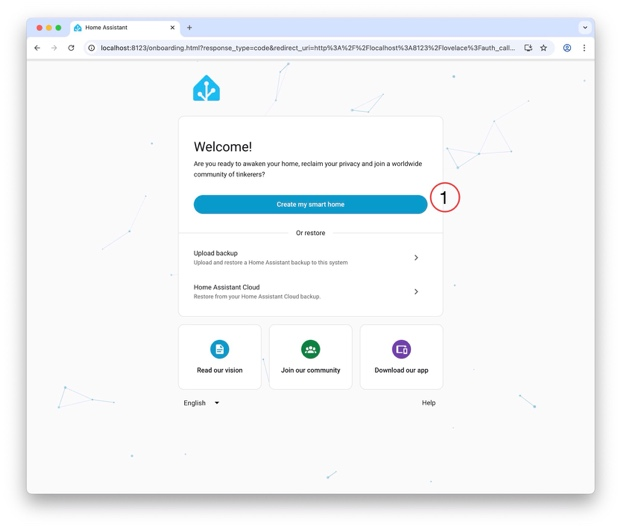 Home Assistant
localhost:8123/onboarding.html?response_type=code&redirect_uri=http%3A%2F%2Flocalhost%3A8123%2Flovelace%3Fauth_call...
Welcome!
Are you ready to awaken your home, reclaim your privacy and join a worldwide
community of tinkerers?
Create my smart home
1
Or restore
Upload backup
Upload and restore a Home Assistant backup to this system
Home Assistant Cloud
Restore from your Home Assistant Cloud backup.
Read our vision
Join our community
Download our app
English
Help